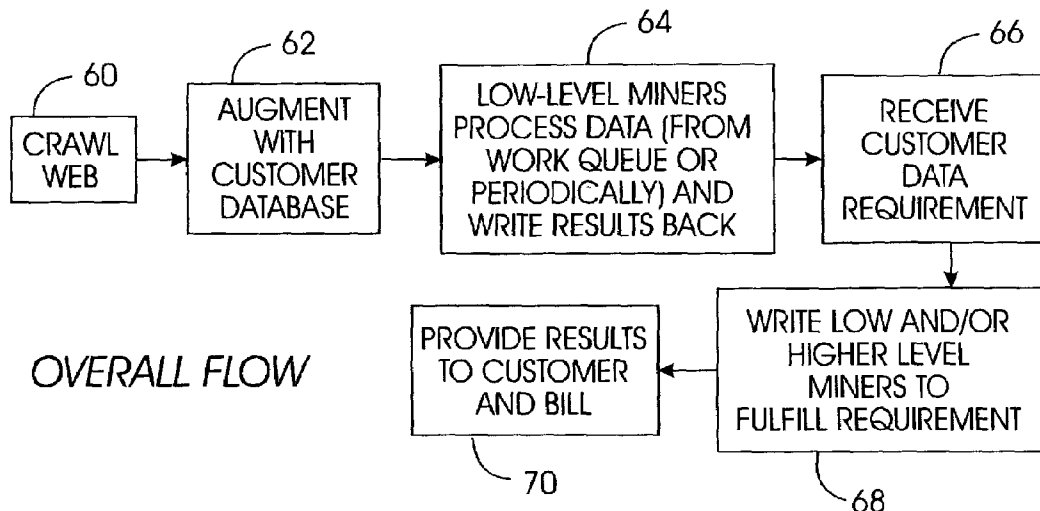 60
CRAWL
WEB
62
AUGMENT
WITH
CUSTOMER
DATABASE
64
LOW-LEVEL MINERS
PROCESS DATA (FROM
WORK QUEUE OR
PERIODICALLY) AND
WRITE RESULTS BACK
66
RECEIVE
CUSTOMER
DATA
REQUIREMENT
WRITE LOW AND/OR
HIGHER LEVEL
MINERS TO
FULFILL REQUIREMENT
68
PROVIDE RESULTS
TO CUSTOMER
AND BILL
70
OVERALL FLOW